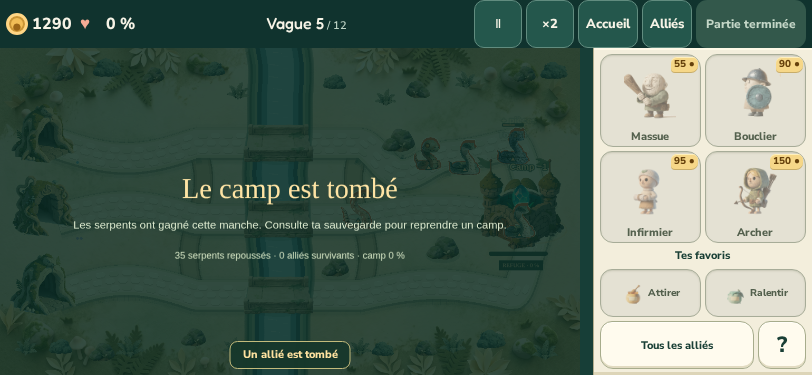 1290 ♥ 0 %
Vague 5 / 12
II
×2
Accueil
Alliés
Partie terminée
55
Massue
90
Bouclier
95
Infirmier
150
Archer
Tes favoris
Attirer
Ralentir
Tous les alliés
?
Le camp est tombé
Les serpents ont gagné cette manche. Consulte ta sauvegarde pour reprendre un camp.
35 serpents repoussés · 0 alliés survivants · camp 0 %
Un allié est tombé